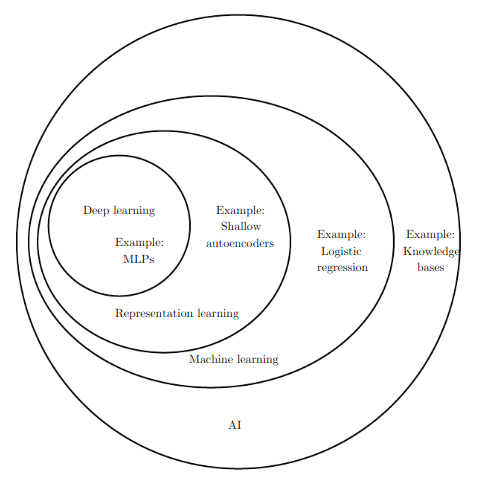 Deep learning
Example:
MLPs
Example:
Shallow
autoencoders
Example:
Logistic
regression
Example:
Knowledge
bases
Representation learning
Machine learning
AI